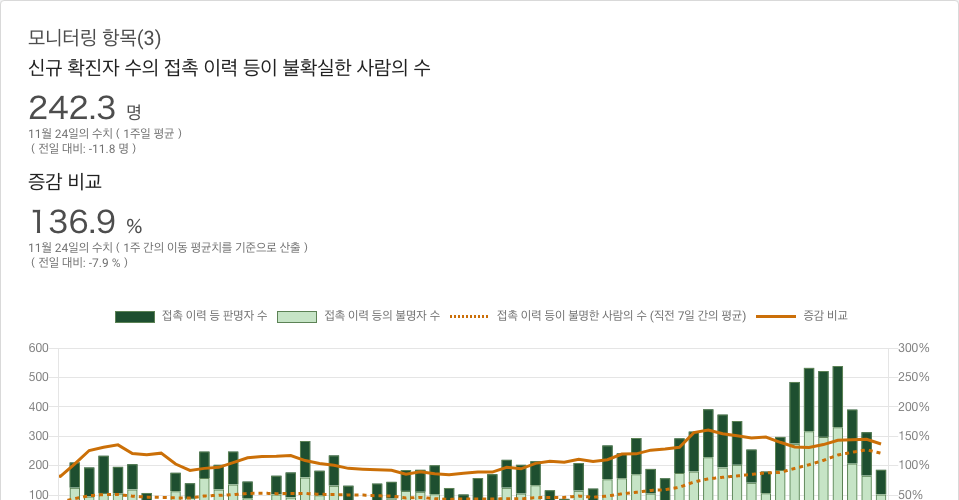 모니터링 항목(3)
신규 확진자 수의 접촉 이력 등이 불확실한 사람의 수
242.3 명
11월 24일의 수치 ( 1주일 평균 )
( 전일 대비: -11.8 명 )
증감 비교
136.9 %
11월 24일의 수치 ( 1주 간의 이동 평균치를 기준으로 산출 )
( 전일 대비: -7.9 % )
접촉 이력 등 판명자 수 접촉 이력 등의 불명자 수 접촉 이력 등이 불명한 사람의 수 (직전 7일 간의 평균) 증감 비교
600 300%
500 250%
400 200%
300 150%
200 100%
100 50%